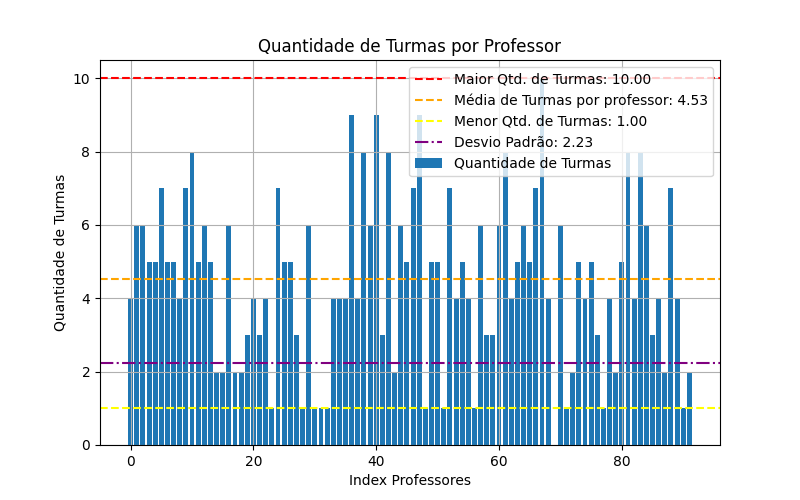 Quantidade de Turmas por Professor
Maior Qtd. de Turmas: 10.00
Média de Turmas por professor: 4.53
Menor Qtd. de Turmas: 1.00
Desvio Padrão: 2.23
Quantidade de Turmas
Quantidade de Turmas
10
8
6
4
2
0
0 20 40 60 80
Index Professores